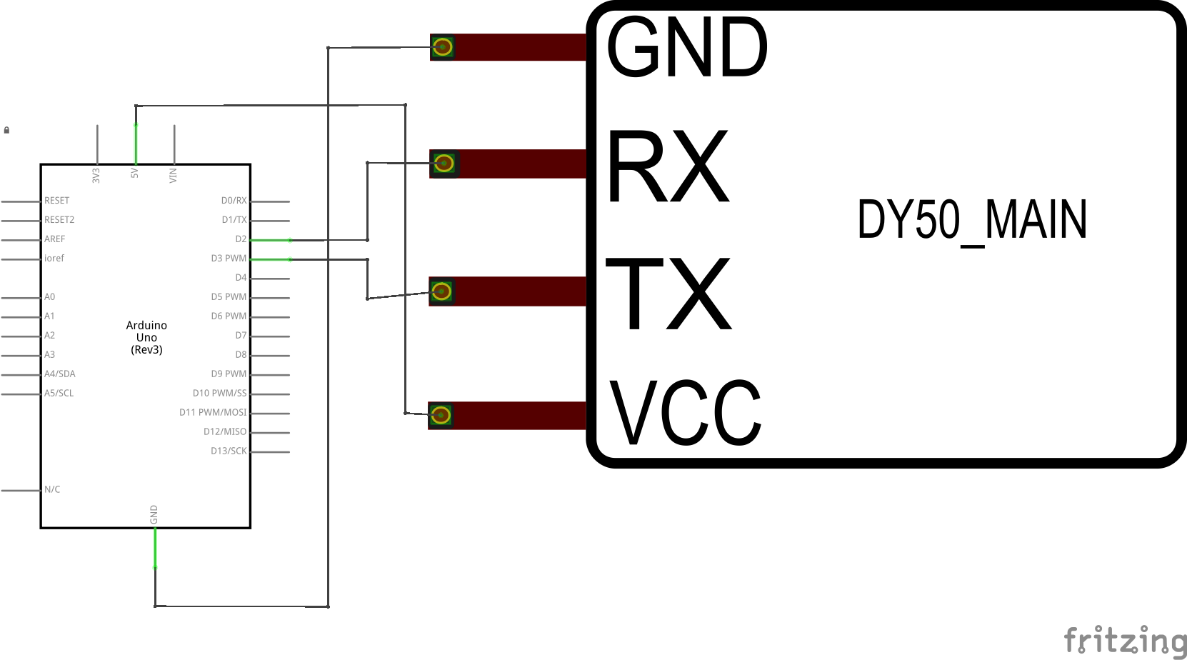 GND
RX
TX
VCC
DY50_MAIN
3V3
5V
VIN
RESET
RESET2
AREF
ioref
A0
A1
A2
A3
A4/SDA
A5/SCL
N/C
Arduino
Uno
(Rev3)
D0/RX
D1/TX
D2
D3 PWM
D4
D5 PWM
D6 PWM
D7
D8
D9 PWM
D10 PWM/SS
D11 PWM/MOSI
D12/MISO
D13/SCK
GND
fritzing